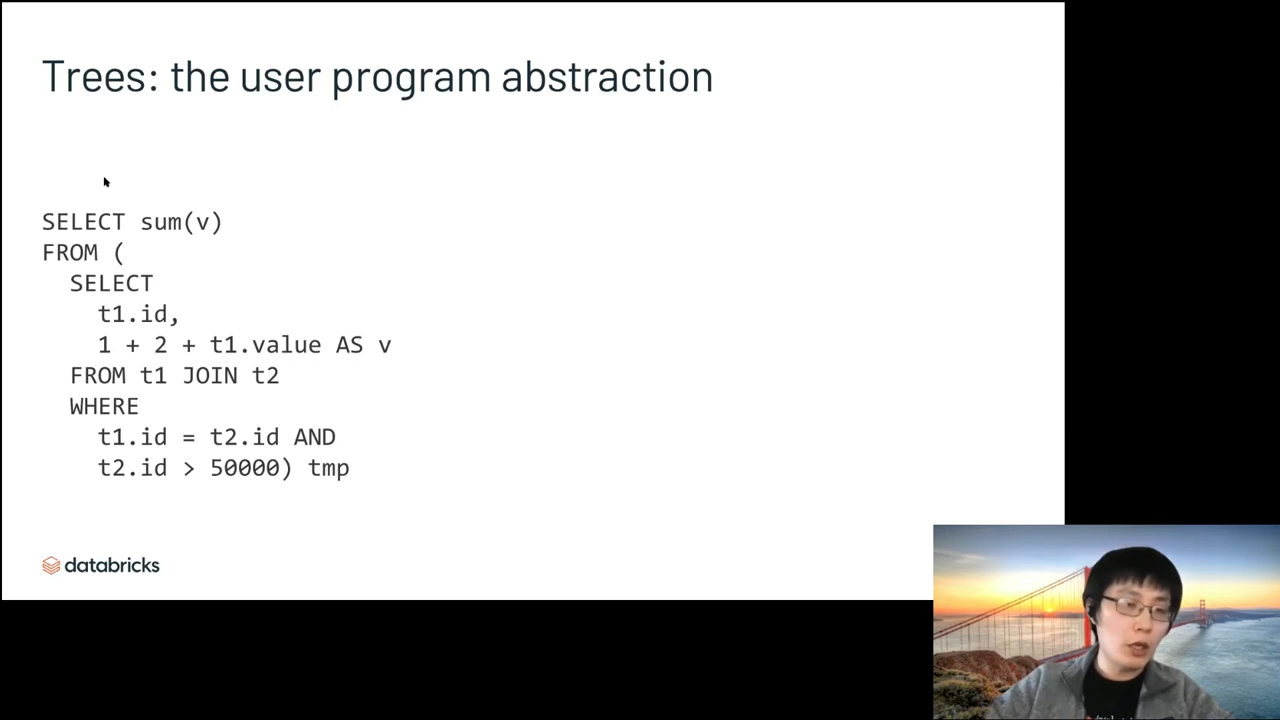 Trees: the user program abstraction
SELECT sum(v)
FROM (
SELECT
t1.id,
1 + 2 + t1.value AS v
FROM t1 JOIN t2
WHERE
t1.id = t2.id AND
t2.id > 50000) tmp
databricks